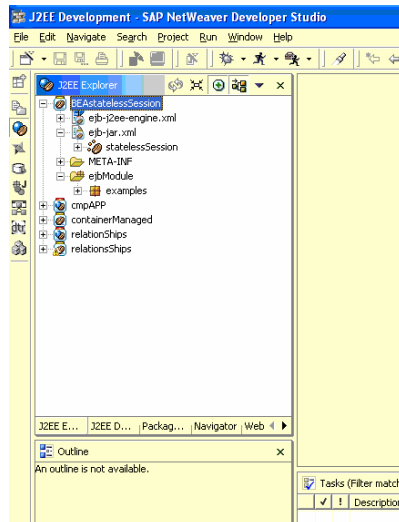 J2EE Development - SAP NetWeaver Developer Studio
File Edit Navigate Search Project Run Window Help
J2EE Explorer
BEAstatelessSession
ejb-j2ee-engine.xml
ejb-jar.xml
statelessSession
META-INF
ejbModule
examples
cmpAPP
containerManaged
relationShips
relationsShips
J2EE E... J2EE D... Packag... Navigator Web
Outline
An outline is not available.
Tasks (Filter match
! Description